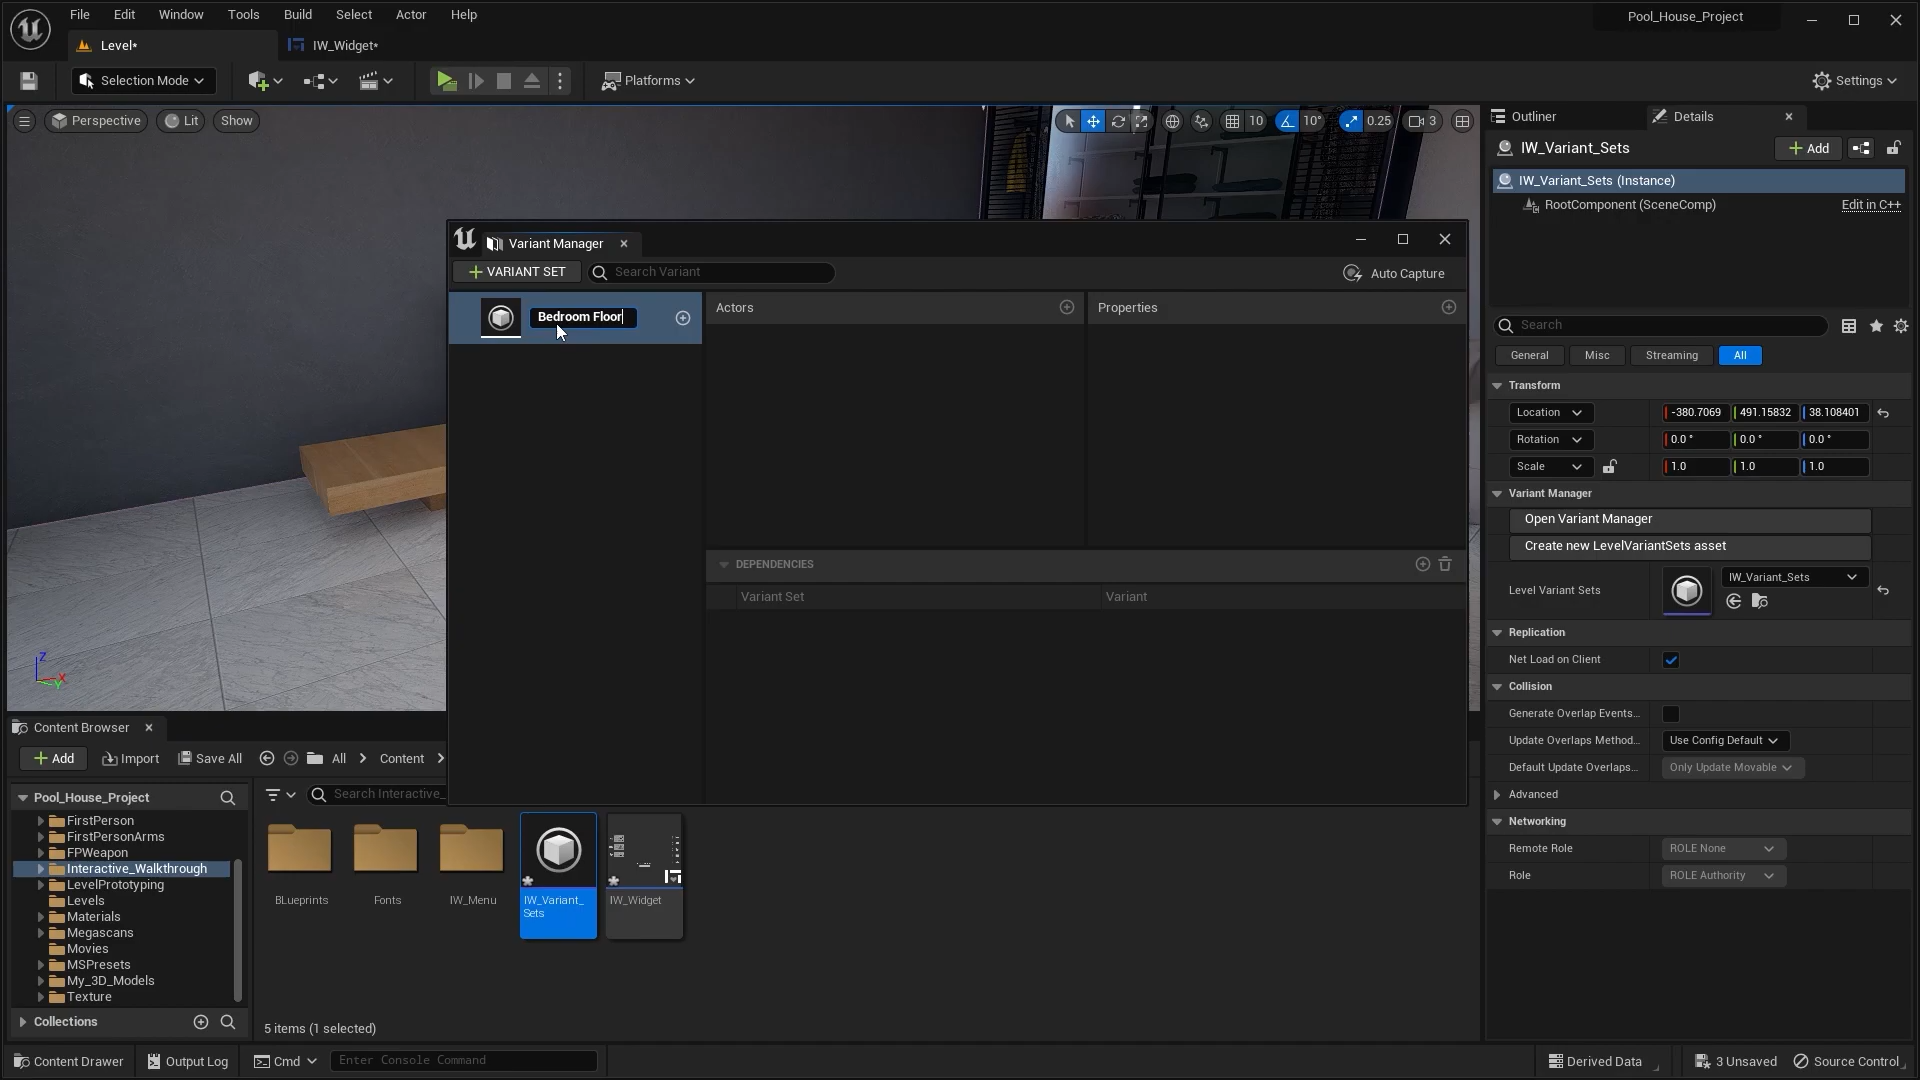 File Edit Window Tools Build Select Actor Help
Pool_House_Project
Level*
IW_Widget*
Selection Mode
Platforms
Settings
Perspective
Lit
Show
10
10°
0.25
3
Outliner
Details
IW_Variant_Sets
Add
IW_Variant_Sets (Instance)
RootComponent (SceneComp)
Edit in C++
Search
General
Misc
Streaming
All
Transform
Location
-380.7069
491.15832
38.108401
Rotation
0.0 °
0.0 °
0.0 °
Scale
1.0
1.0
1.0
Variant Manager
Open Variant Manager
Create new LevelVariantSets asset
Level Variant Sets
IW_Variant_Sets
Replication
Net Load on Client
Collision
Generate Overlap Events...
Update Overlaps Method...
Use Config Default
Default Update Overlaps...
Only Update Movable
Advanced
Networking
Remote Role
ROLE None
Role
ROLE Authority
Variant Manager
VARIANT SET
Search Variant
Auto Capture
Bedroom Floor
Actors
Properties
DEPENDENCIES
Variant Set
Variant
Z
X
Y
Content Browser
Add
Import
Save All
All
Content
Pool_House_Project
Search Interactive_
FirstPerson
FirstPersonArms
FPWeapon
Interactive_Walkthrough
LevelPrototyping
Levels
Materials
Megascans
Movies
MSPresets
My_3D_Models
Texture
Collections
BLueprints
Fonts
IW_Menu
IW_Variant_
Sets
IW_Widget
5 items (1 selected)
Content Drawer
Output Log
Cmd
Enter Console Command
Derived Data
3 Unsaved
Source Control